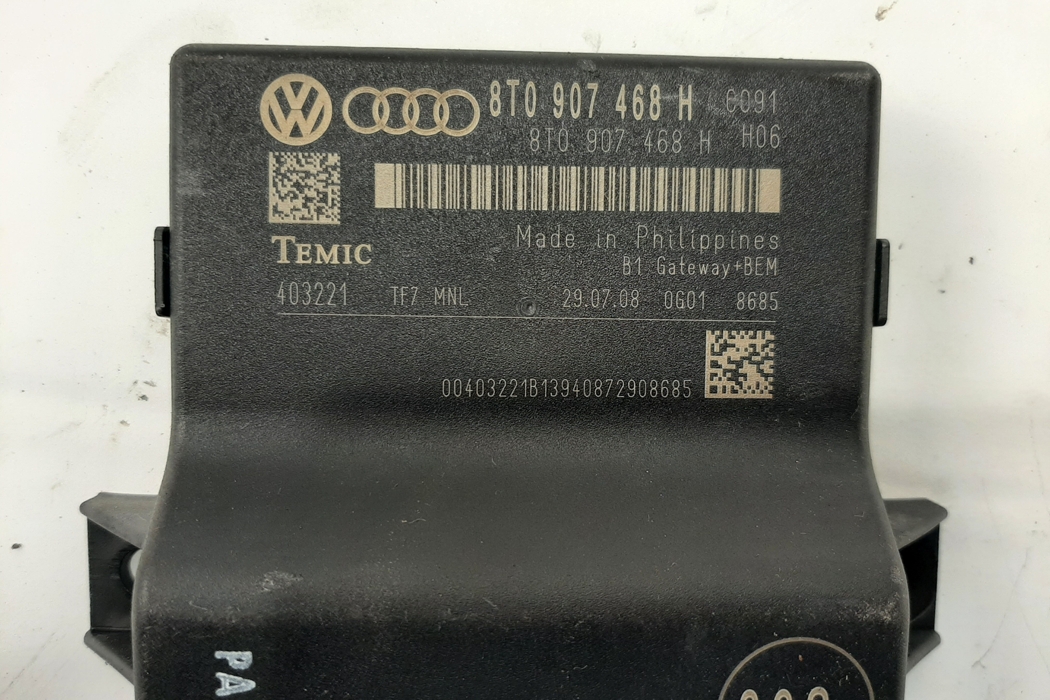 8T0 907 468 H C091
8T0 907 468 H H06
TEMIC
Made in Philippines
B1 Gateway+BEM
403221 TF7 MNL 29.07.08 0G01 8685
00403221B13940872908685
PA